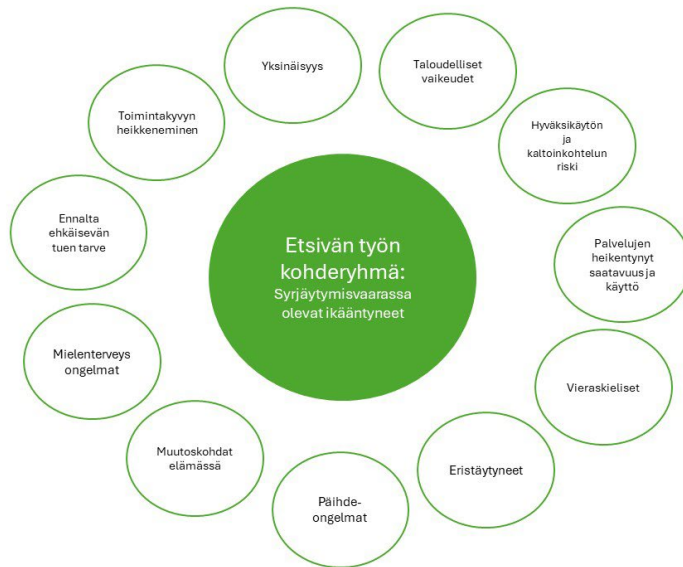 Etsivän työn
kohderyhmä:
Syrjäytymisvaarassa
olevat ikääntyneet
Yksinäisyys
Taloudelliset
vaikeudet
Hyväksikäytön
ja
kaltoinkohtelun
riski
Palvelujen
heikentynyt
saatavuus ja
käyttö
Vieraskieliset
Eristäytyneet
Päihde-
ongelmat
Muutoskohdat
elämässä
Mielenterveys
ongelmat
Ennalta
ehkäisevän
tuen tarve
Toimintakyvyn
heikkeneminen